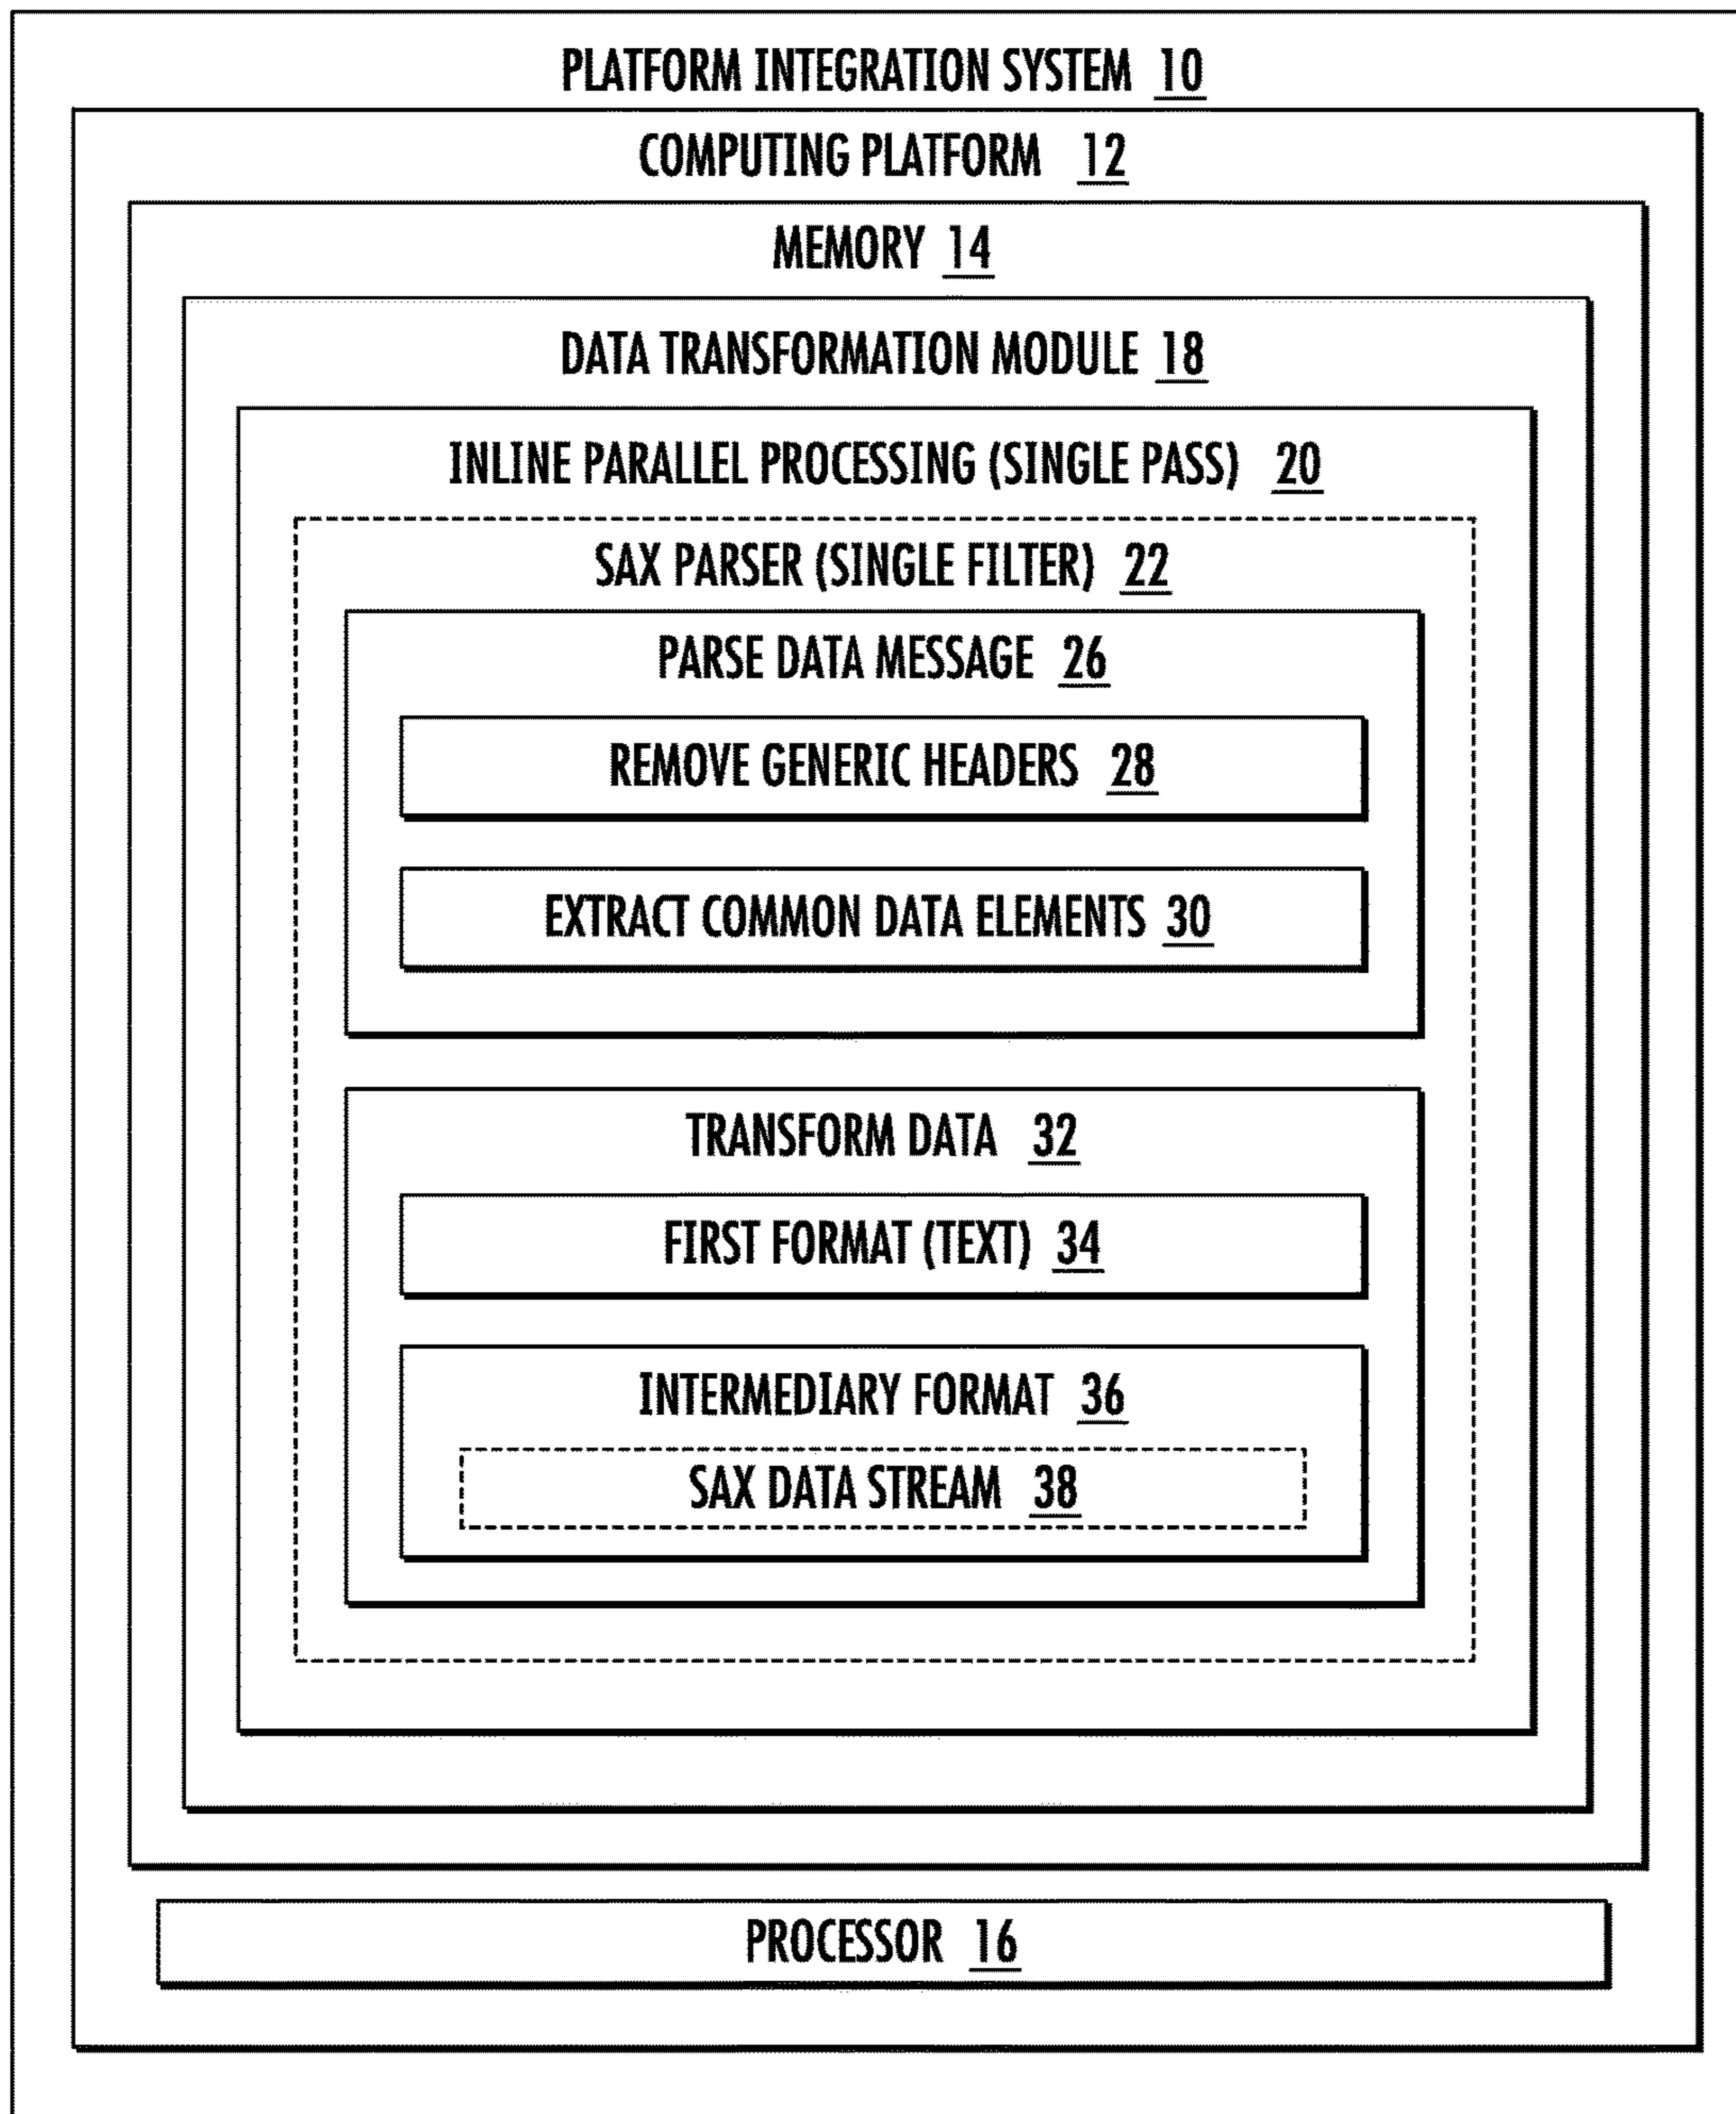 PLATFORM INTEGRATION SYSTEM 10
COMPUTING PLATFORM 12
MEMORY 14
DATA TRANSFORMATION MODULE 18
INLINE PARALLEL PROCESSING (SINGLE PASS) 20
SAX PARSER (SINGLE FILTER) 22
PARSE DATA MESSAGE 26
REMOVE GENERIC HEADERS 28
EXTRACT COMMON DATA ELEMENTS 30
TRANSFORM DATA 32
FIRST FORMAT (TEXT) 34
INTERMEDIARY FORMAT 36
SAX DATA STREAM 38
PROCESSOR 16